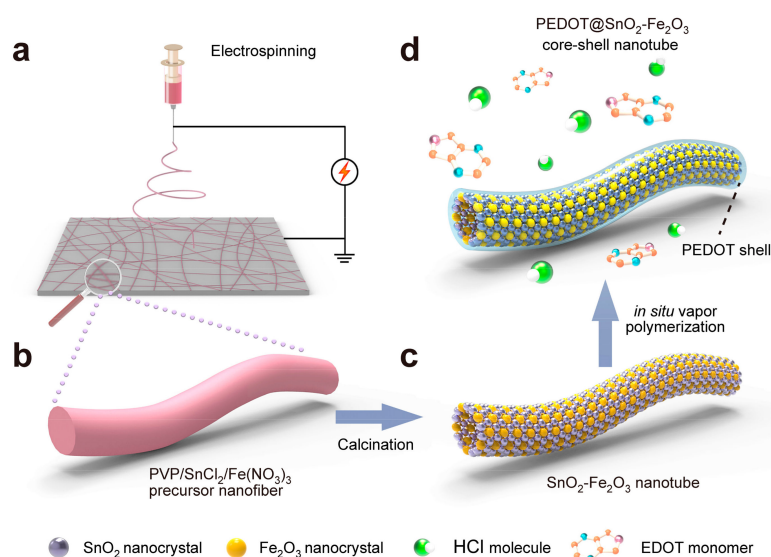 a
Electrospinning
b
PVP/SnCl₂/Fe(NO₃)₃
precursor nanofiber
Calcination
c
SnO₂-Fe₂O₃ nanotube
in situ vapor
polymerization
d
PEDOT@SnO₂-Fe₂O₃
core-shell nanotube
PEDOT shell
SnO₂ nanocrystal
Fe₂O₃ nanocrystal
HCl molecule
EDOT monomer